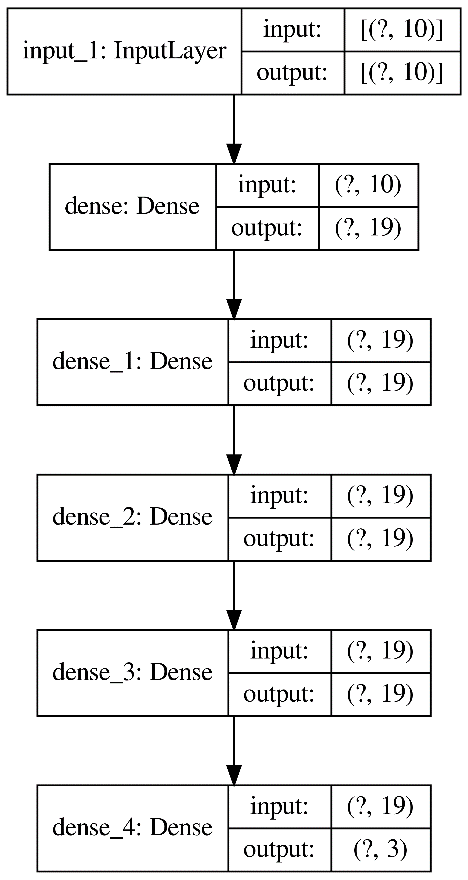 input_1: InputLayer input: [(?, 10)]
output: [(?, 10)]
dense: Dense input: (?, 10)
output: (?, 19)
dense_1: Dense input: (?, 19)
output: (?, 19)
dense_2: Dense input: (?, 19)
output: (?, 19)
dense_3: Dense input: (?, 19)
output: (?, 19)
dense_4: Dense input: (?, 19)
output: (?, 3)